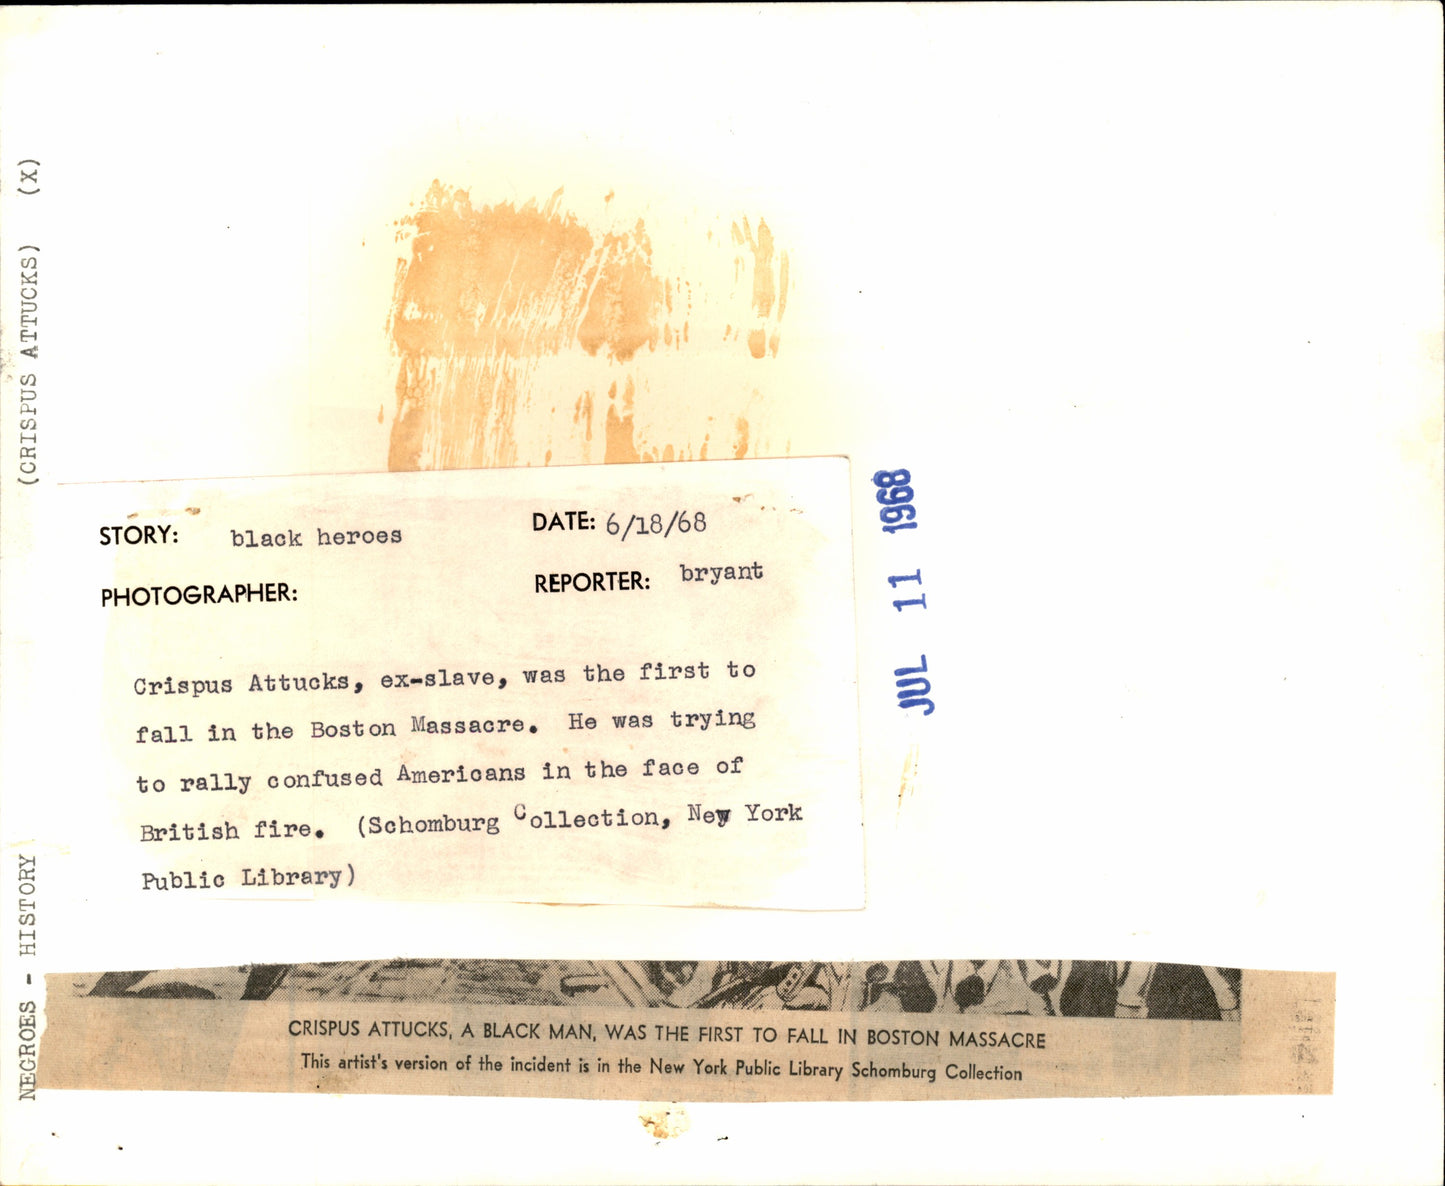 NEGROES - HISTORY (CRISPUS ATTUCKS) (X)
STORY: black heroes DATE: 6/18/68
PHOTOGRAPHER: REPORTER: bryant
Crispus Attucks, ex-slave, was the first to
fall in the Boston Massacre. He was trying
to rally confused Americans in the face of
British fire. (Schomburg Collection, New York
Public Library)
JUL 11 1968
CRISPUS ATTUCKS, A BLACK MAN, WAS THE FIRST TO FALL IN BOSTON MASSACRE
This artist's version of the incident is in the New York Public Library Schomburg Collection